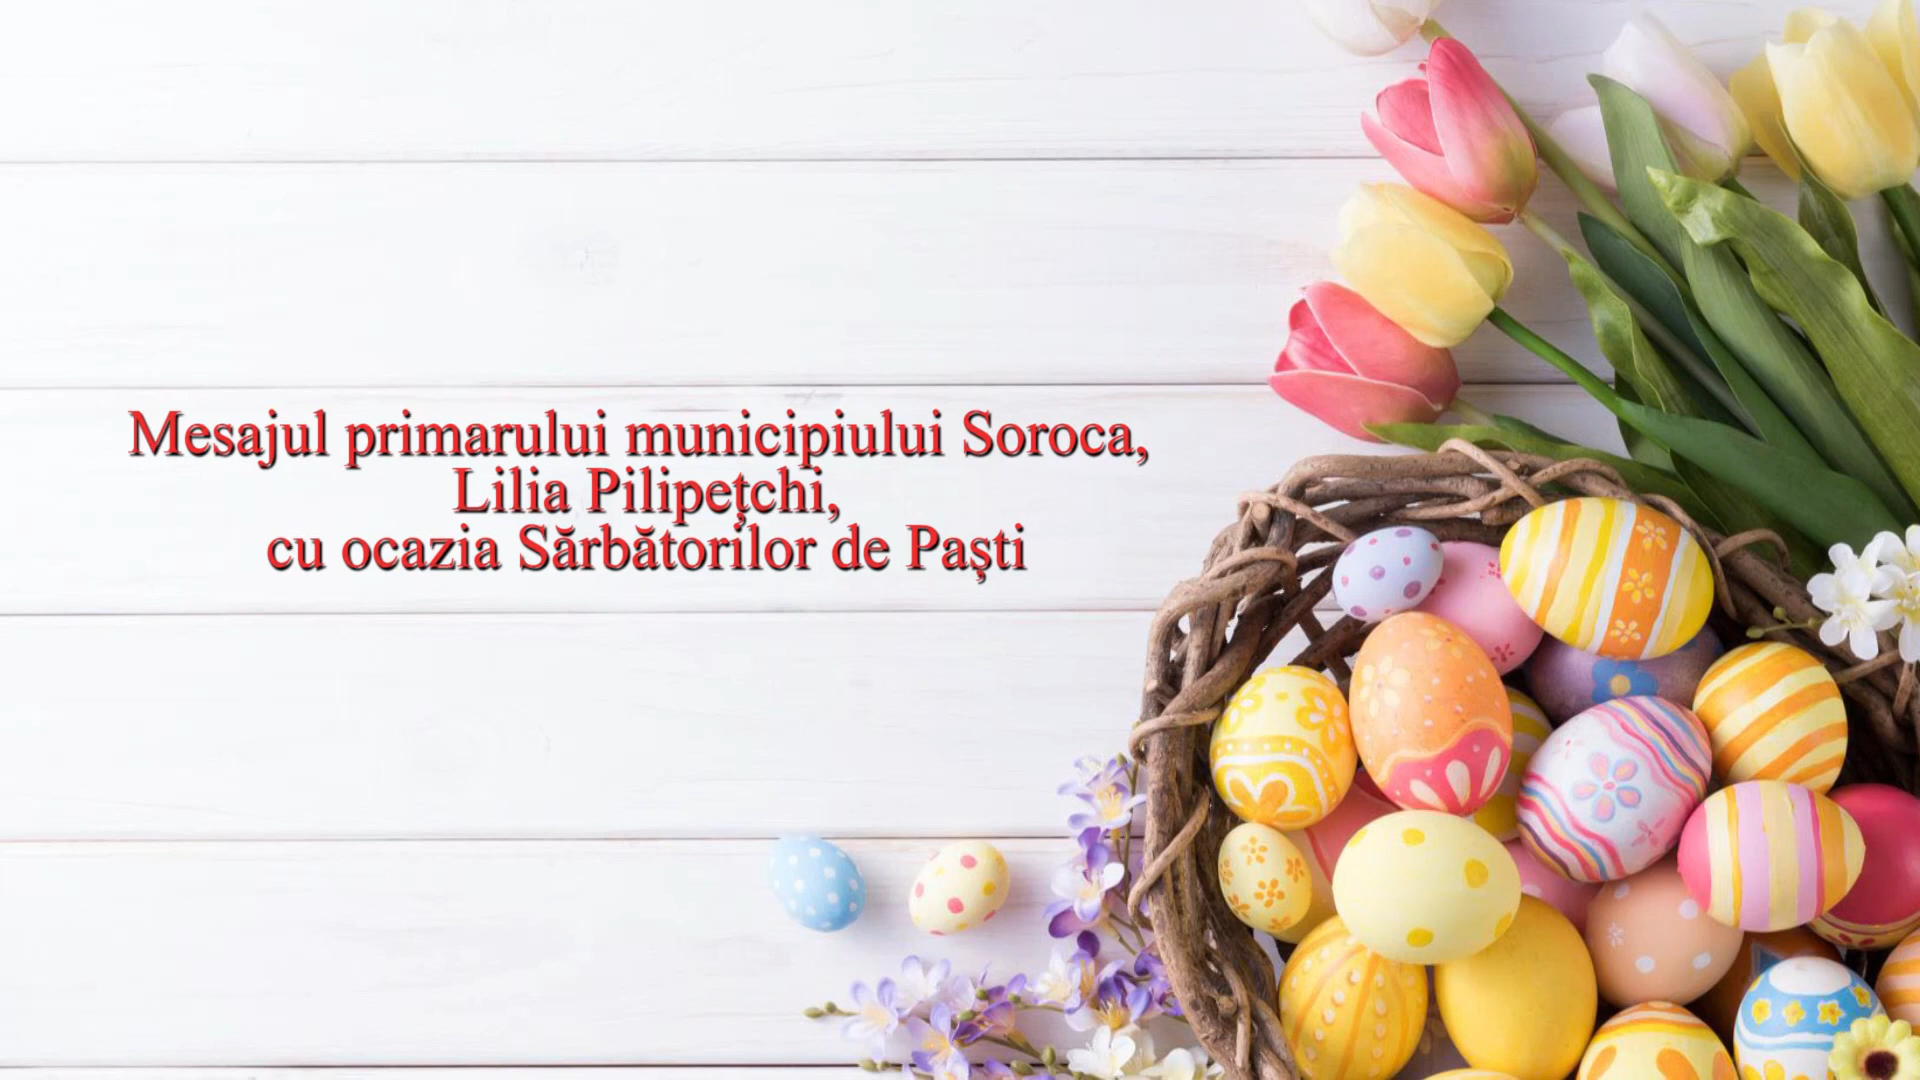 Mesajul primarului municipiului Soroca,
Lilia Pilipețchi,
cu ocazia Sărbătorilor de Paști